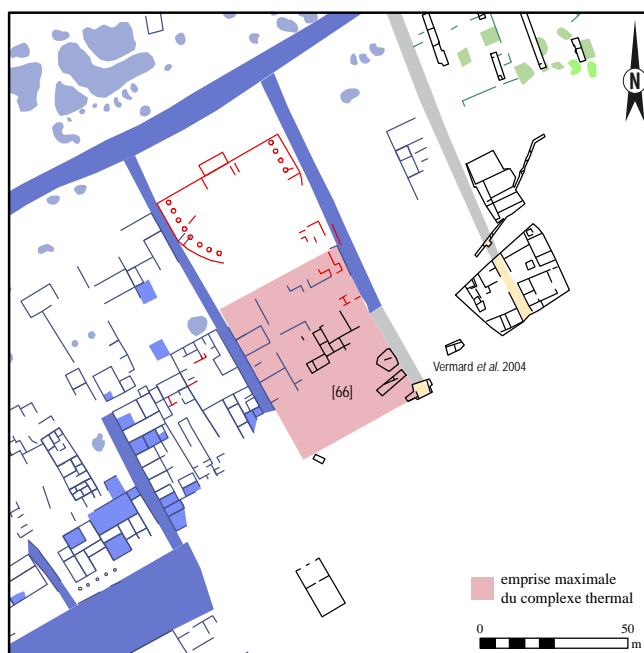 N
Vermard et al. 2004
[66]
emprise maximale
du complexe thermal
0 50
m